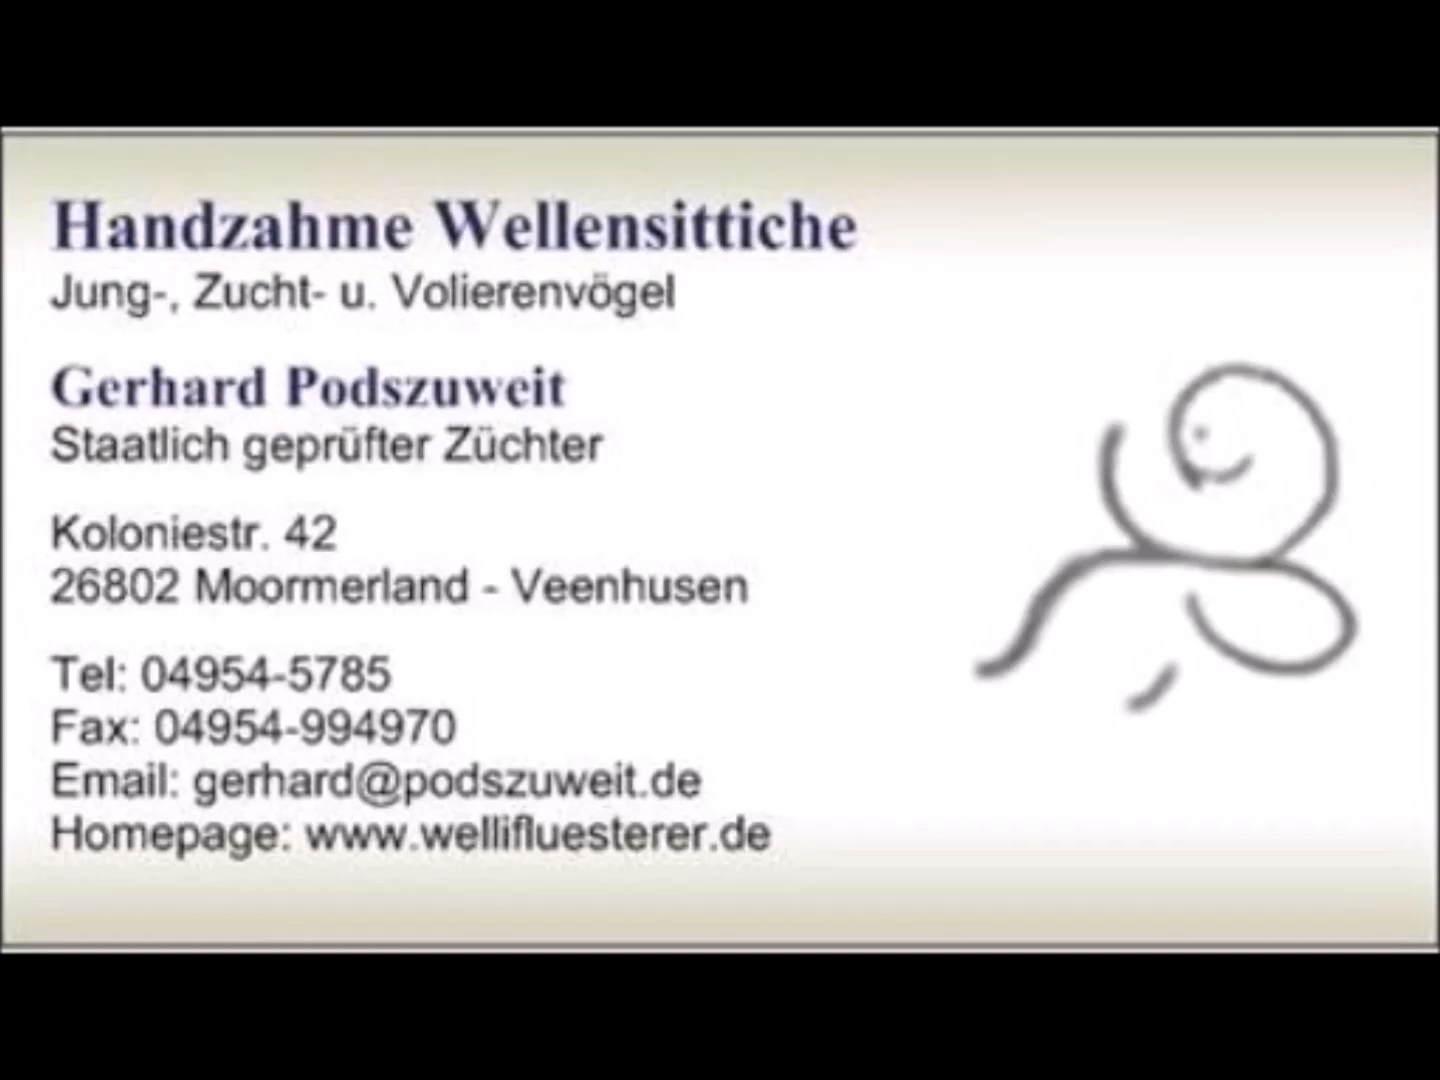 Handzahme Wellensittiche
Jung-, Zucht- u. Volierenvögel
Gerhard Podszuweit
Staatlich geprüfter Züchter
Koloniestr. 42
26802 Moormerland - Veenhusen
Tel: 04954-5785
Fax: 04954-994970
Email: gerhard@podszuweit.de
Homepage: www.wellifluesterer.de